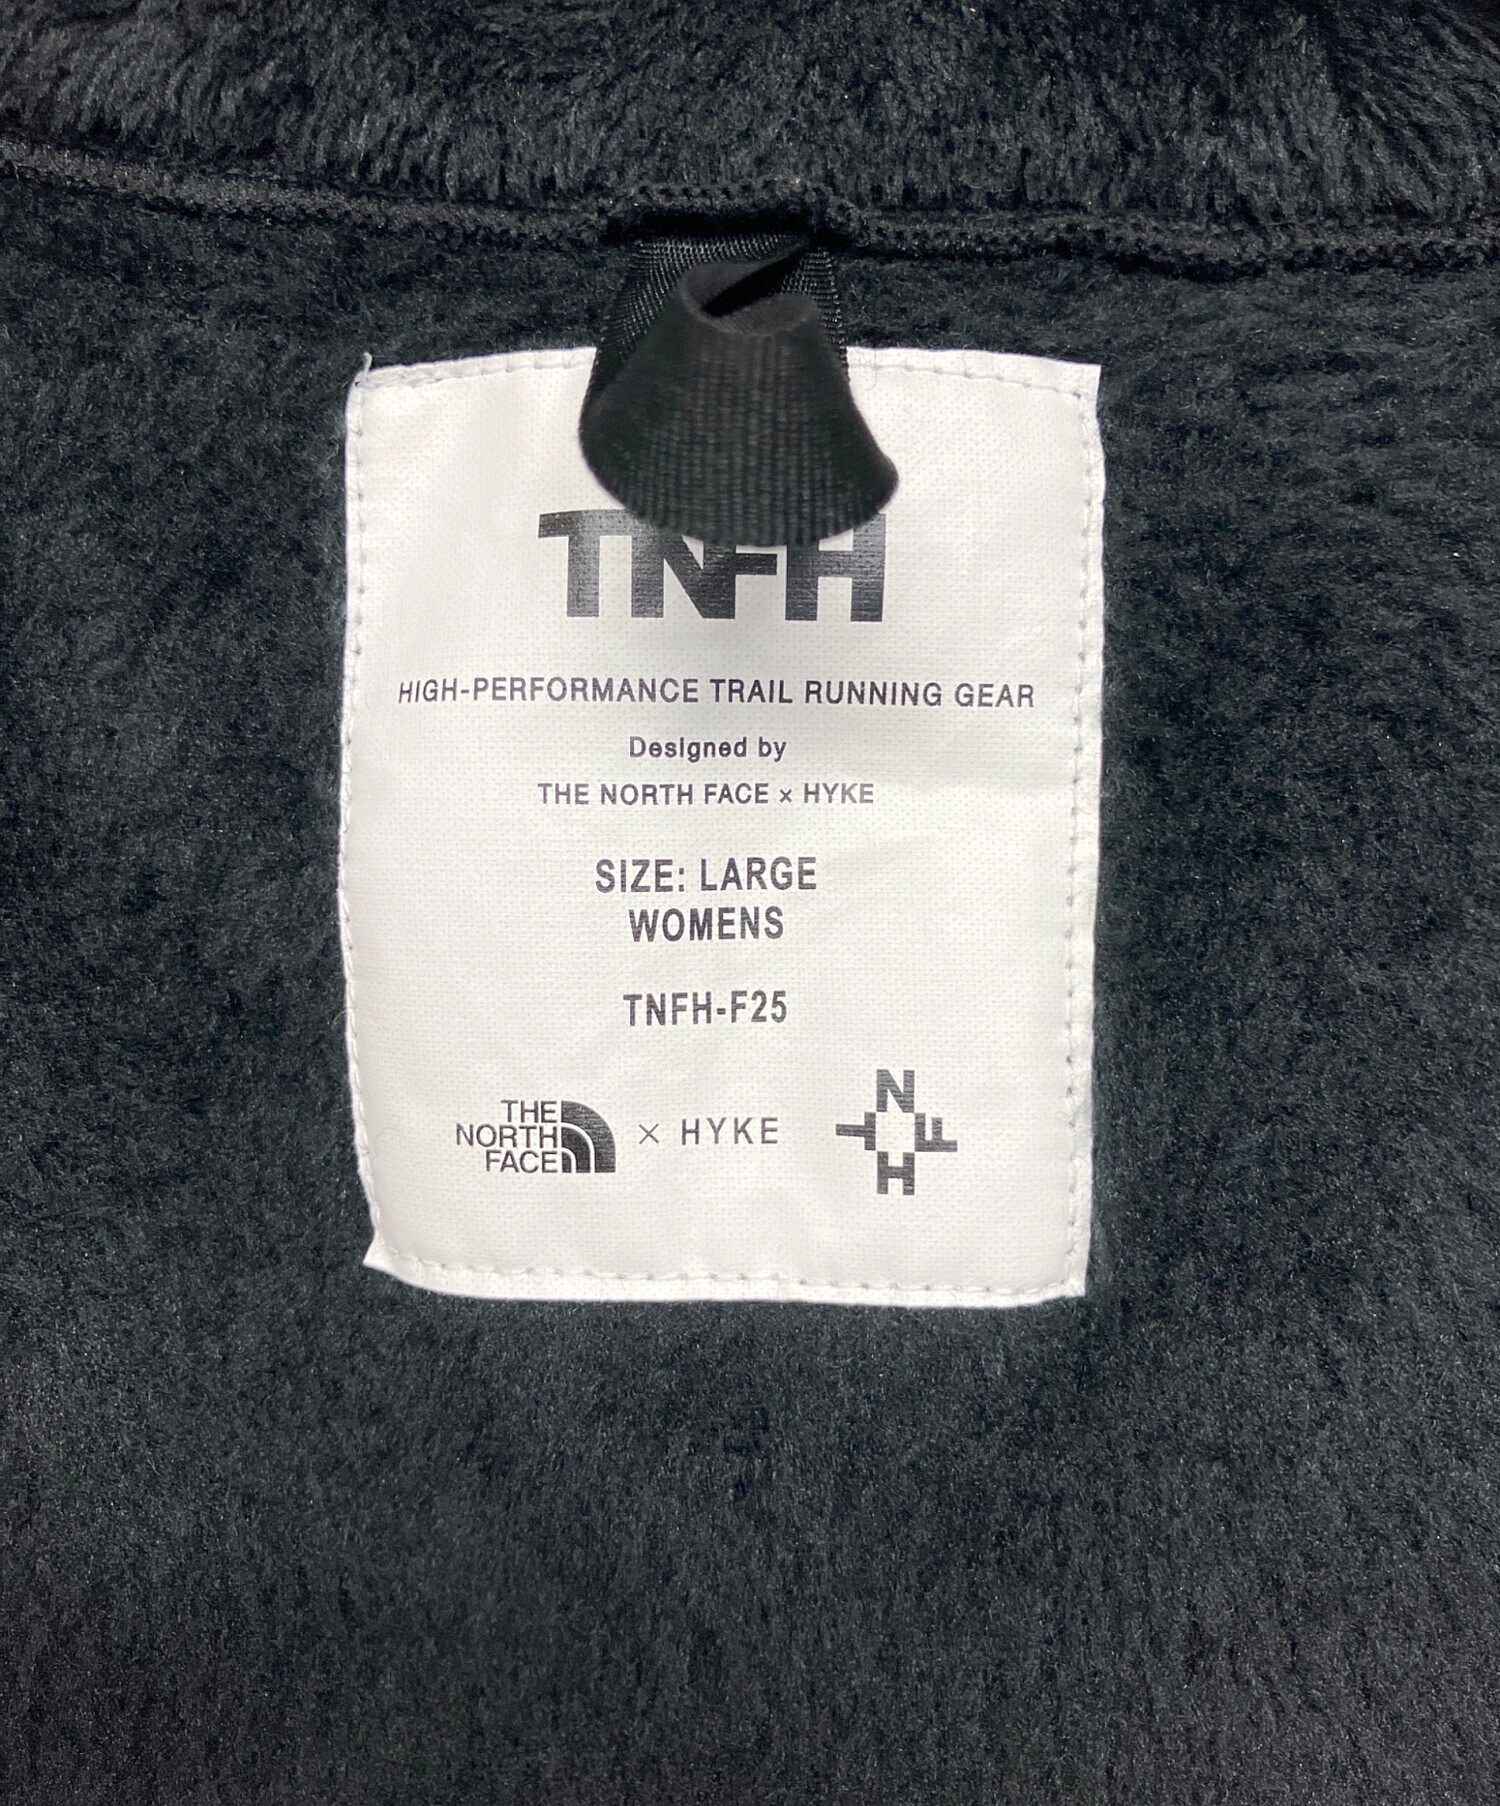 TNFH
HIGH-PERFORMANCE TRAIL RUNNING GEAR
Designed by
THE NORTH FACE × HYKE
SIZE: LARGE
WOMENS
TNFH-F25
THE
NORTH
FACE
× HYKE
N
T F
H